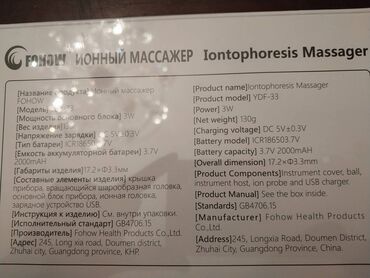 FOHOW ИОННЫЙ МАССАЖЕР Iontophoresis Massager
[Название продукта] Ионный массажер
FOHOW
[Модель]
[Мощность основного блока] 3W
[Вес изделия]
[Напряжение зарядки] DC 5V±0.3V
[Тип батареи] ICR186503.7V
[Емкость аккумуляторной батареи] 3.7V
2000mAH
[Габариты изделия]17.2×Φ3.3mm
[Составные элементы изделия] крышка
прибора, вращающийся шарообразная головка,
основной блок прибора, ионная головка, зарядное
устройство USB.
[Инструкция к изделию] См. внутри упаковки.
[Исполнительный стандарт] GB4706.15
[Производитель] Fohow Health Products
Co.,Ltd.
[Адрес] 245, Long xia road, Doumen district,
Zhuhai city, Guangdong province, КНР.
[Product name]Iontophoresis Massager
[Product model] YDF-33
[Power] 3W
[Net weight] 130g
[Charging voltage] DC 5V±0.3V
[Battery model] ICR186503.7V
[Battery capacity] 3.7V 2000mAH
[Overall dimension] 17.2×Φ3.3mm
[Product Components]Instrument cover, ball,
instrument host, ion probe and USB charger.
[Product Manual] See the box inside.
[Standards] GB4706.15
[Manufacturer] Fohow Health Products
Co.,Ltd.
[Address]245, Longxia Road, Doumen District,
Zhuhai City, Guangdong Province, China